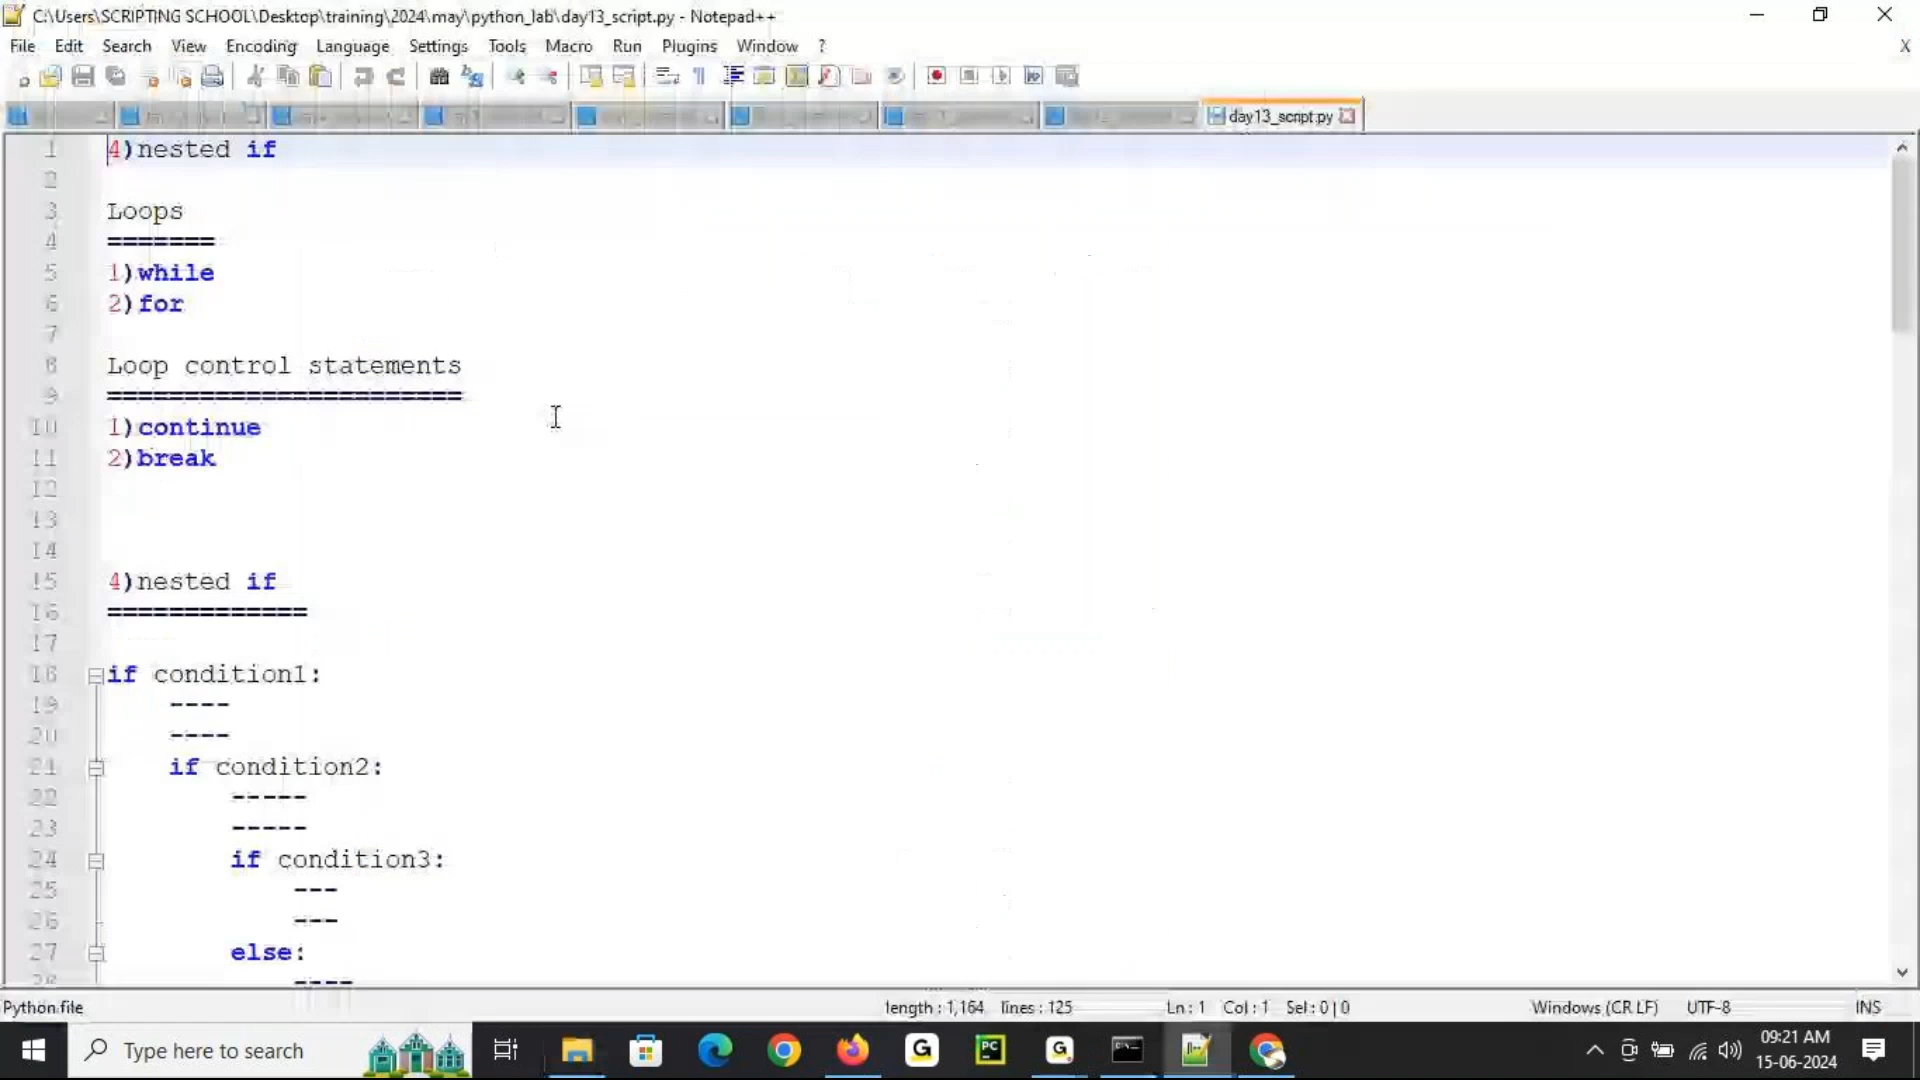 C:\Users\SCRIPTING SCHOOL\Desktop\training\2024\may\python_lab\day13_script.py - Notepad++
File Edit Search View Encoding Language Settings Tools Macro Run Plugins Window ? X
day13_script.py
1 4)nested if
2
3 Loops
4 =======
5 1)while
6 2)for
7
8 Loop control statements
9 =======================
10 1)continue
11 2)break
12
13
14
15 4)nested if
16 =============
17
18 if condition1:
19 ----
20 ----
21 if condition2:
22 -----
23 -----
24 if condition3:
25 ---
26 ---
27 else:
28 ----
Python file length : 1,164 lines : 125 Ln : 1 Col : 1 Sel : 0 | 0 Windows (CR LF) UTF-8 INS
Type here to search
09:21 AM
15-06-2024